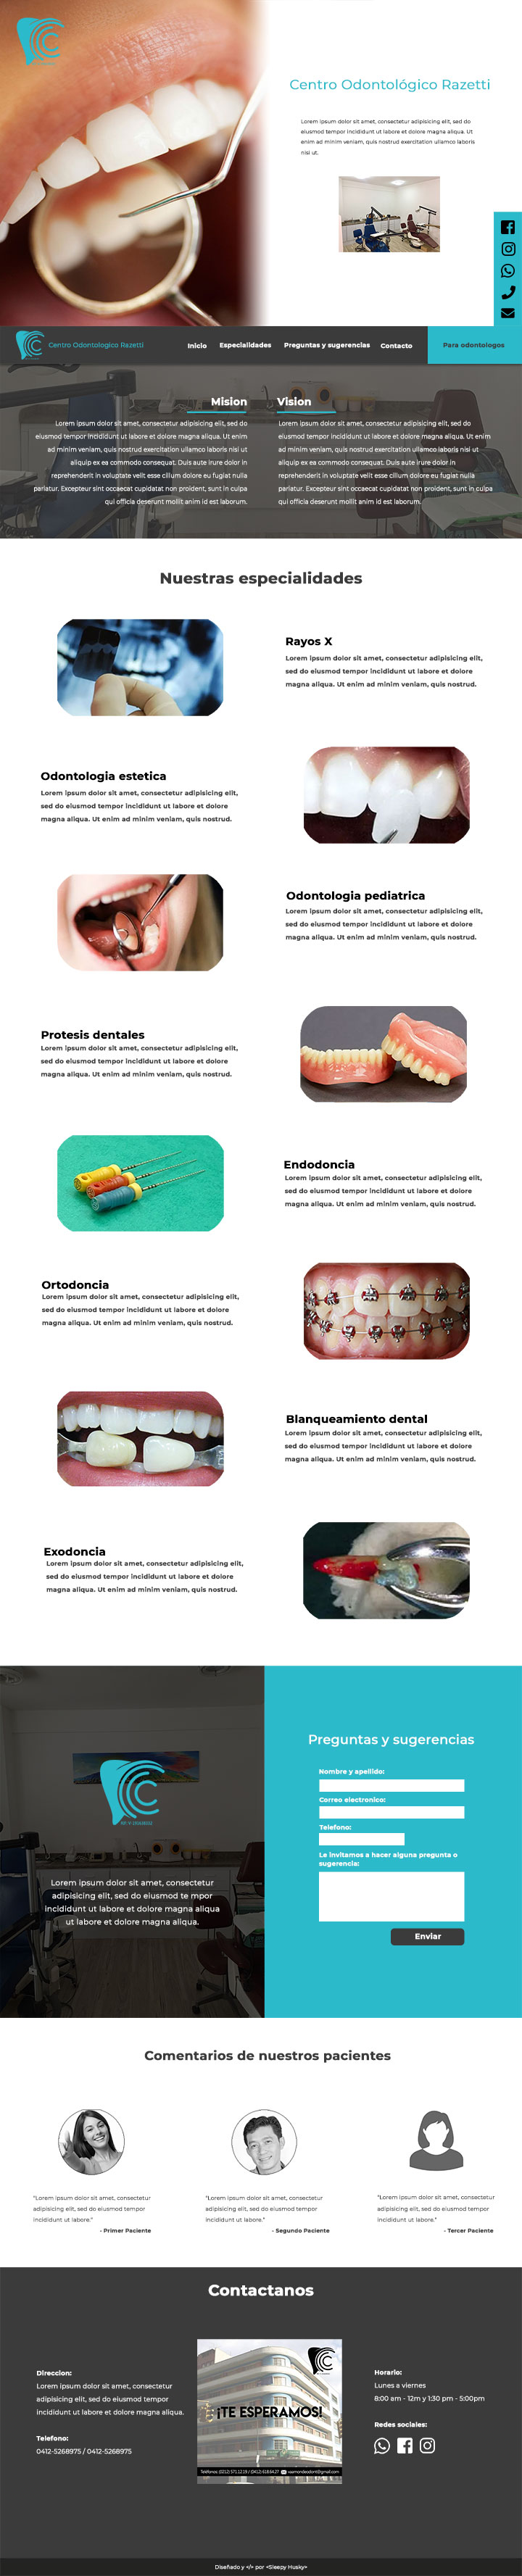 Centro Odontológico Razetti
Lorem ipsum dolor sit amet, consectetur adipisicing elit, sed do
eiusmod tempor incididunt ut labore et dolore magna aliqua. Ut
enim ad minim veniam, quis nostrud exercitation ullamco laboris
nisi ut.
Centro Odontologico Razetti
Inicio
Especialidades
Preguntas y sugerencias
Contacto
Para odontologos
Mision
Lorem ipsum dolor sit amet, consectetur adipisicing elit, sed do
eiusmod tempor incididunt ut labore et dolore magna aliqua. Ut enim
ad minim veniam, quis nostrud exercitation ullamco laboris nisi ut
aliquip ex ea commodo consequat. Duis aute irure dolor in
reprehenderit in voluptate velit esse cillum dolore eu fugiat nulla
pariatur. Excepteur sint occaecat cupidatat non proident, sunt in culpa
qui officia deserunt mollit anim id est laborum.
Vision
Lorem ipsum dolor sit amet, consectetur adipisicing elit, sed do
eiusmod tempor incididunt ut labore et dolore magna aliqua. Ut enim
ad minim veniam, quis nostrud exercitation ullamco laboris nisi ut
aliquip ex ea commodo consequat. Duis aute irure dolor in
reprehenderit in voluptate velit esse cillum dolore eu fugiat nulla
pariatur. Excepteur sint occaecat cupidatat non proident, sunt in culpa
qui officia deserunt mollit anim id est laborum.
Nuestras especialidades
Rayos X
Lorem ipsum dolor sit amet, consectetur adipisicing elit,
sed do eiusmod tempor incididunt ut labore et dolore
magna aliqua. Ut enim ad minim veniam, quis nostrud.
Odontologia estetica
Lorem ipsum dolor sit amet, consectetur adipisicing elit,
sed do eiusmod tempor incididunt ut labore et dolore
magna aliqua. Ut enim ad minim veniam, quis nostrud.
Odontologia pediatrica
Lorem ipsum dolor sit amet, consectetur adipisicing elit,
sed do eiusmod tempor incididunt ut labore et dolore
magna aliqua. Ut enim ad minim veniam, quis nostrud.
Protesis dentales
Lorem ipsum dolor sit amet, consectetur adipisicing elit,
sed do eiusmod tempor incididunt ut labore et dolore
magna aliqua. Ut enim ad minim veniam, quis nostrud.
Endodoncia
Lorem ipsum dolor sit amet, consectetur adipisicing elit,
sed do eiusmod tempor incididunt ut labore et dolore
magna aliqua. Ut enim ad minim veniam, quis nostrud.
Ortodoncia
Lorem ipsum dolor sit amet, consectetur adipisicing elit,
sed do eiusmod tempor incididunt ut labore et dolore
magna aliqua. Ut enim ad minim veniam, quis nostrud.
Blanqueamiento dental
Lorem ipsum dolor sit amet, consectetur adipisicing elit,
sed do eiusmod tempor incididunt ut labore et dolore
magna aliqua. Ut enim ad minim veniam, quis nostrud.
Exodoncia
Lorem ipsum dolor sit amet, consectetur adipisicing elit,
sed do eiusmod tempor incididunt ut labore et dolore
magna aliqua. Ut enim ad minim veniam, quis nostrud.
Lorem ipsum dolor sit amet, consectetur
adipisicing elit, sed do eiusmod te mpor
incididunt ut labore et dolore magna aliqua
ut labore et dolore magna aliqua.
Preguntas y sugerencias
Nombre y apellido:
Correo electronico:
Telefono:
Le invitamos a hacer alguna pregunta o
sugerencia:
Enviar
Comentarios de nuestros pacientes
"Lorem ipsum dolor sit amet, consectetur
adipisicing elit, sed do eiusmod tempor
incididunt ut labore."
- Primer Paciente
"Lorem ipsum dolor sit amet, consectetur
adipisicing elit, sed do eiusmod tempor
incididunt ut labore."
- Segundo Paciente
"Lorem ipsum dolor sit amet, consectetur
adipisicing elit, sed do eiusmod tempor
incididunt ut labore."
- Tercer Paciente
Contactanos
Direccion:
Lorem ipsum dolor sit amet, consectetur
adipisicing elit, sed do eiusmod tempor
incididunt ut labore et dolore magna aliqua.
Telefono:
0412-5268975 / 0412-5268975
¡TE ESPERAMOS!
Horario:
Lunes a viernes
8:00 am - 12m y 1:30 pm - 5:00pm
Redes sociales:
Diseñado y </> por <Sleepy Husky>